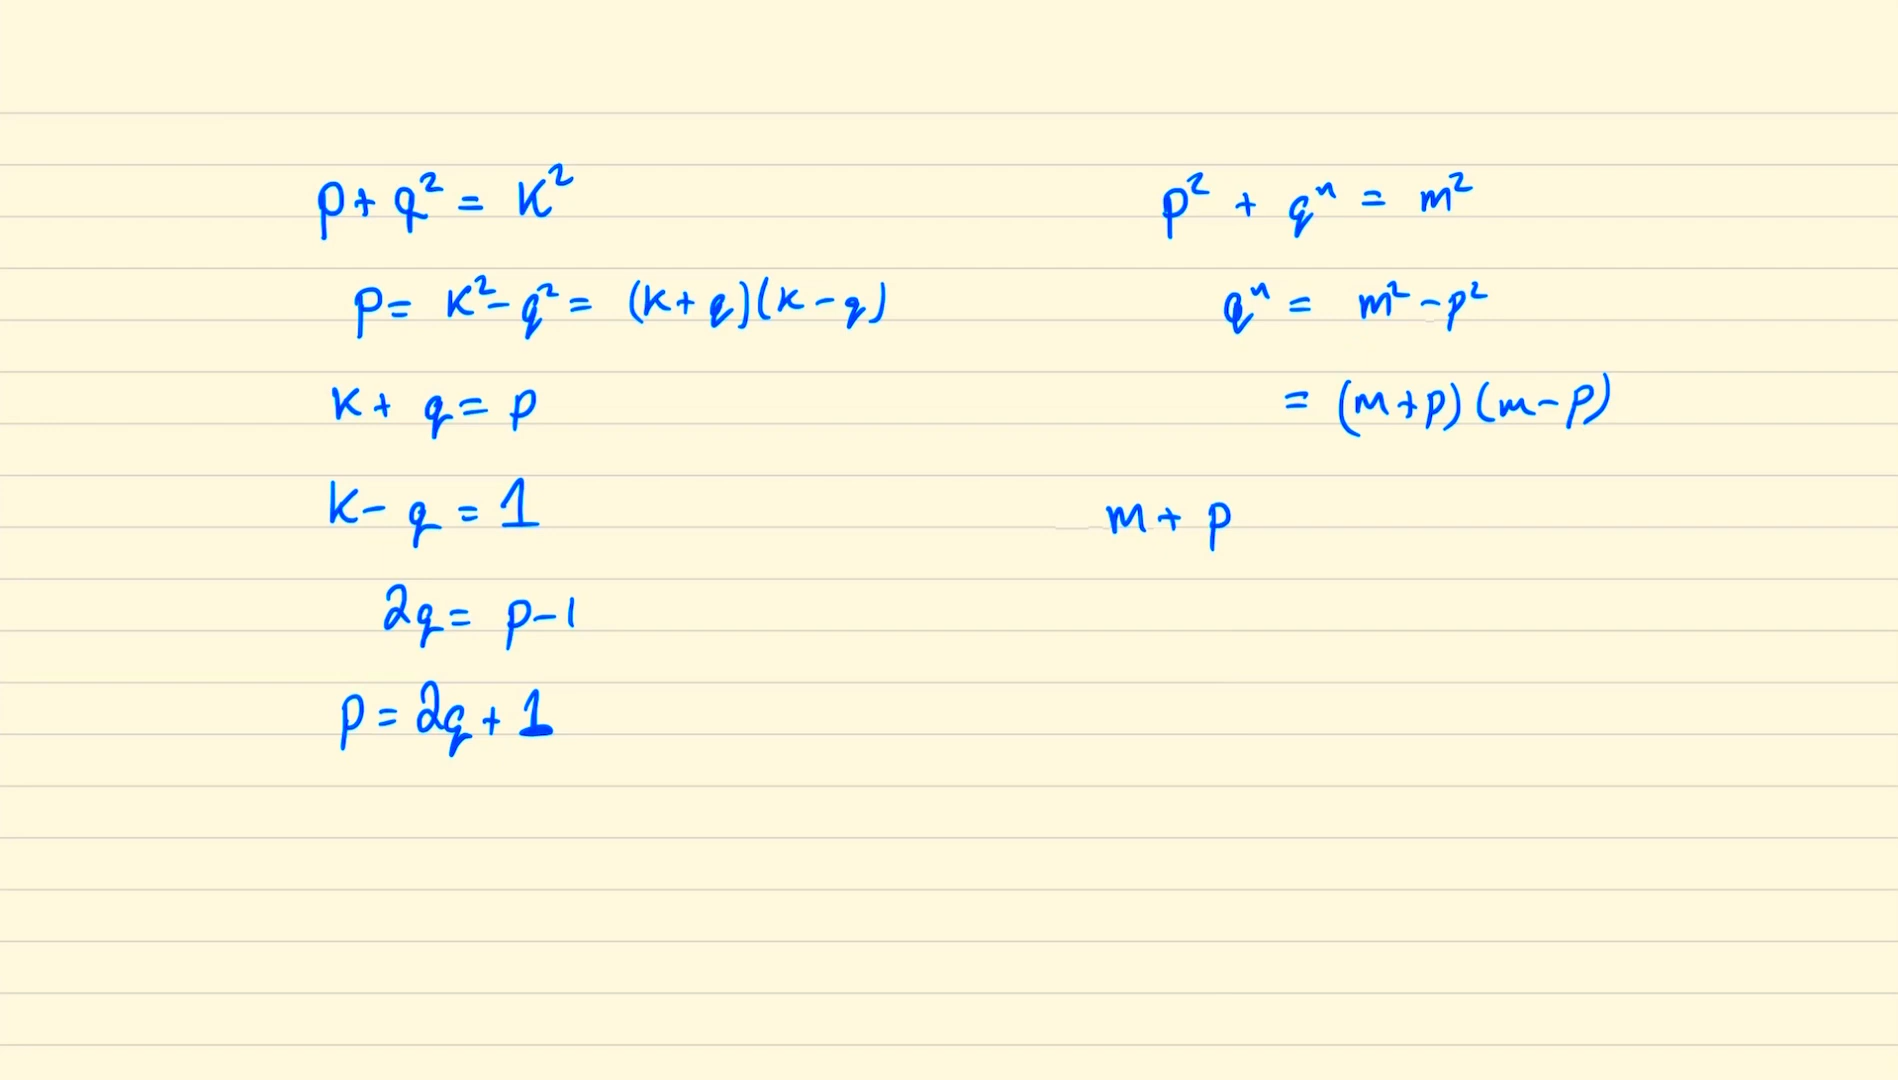 p + q² = k²
p = k² - q² = (k + q)(k - q)
k + q = p
k - q = 1
2q = p - 1
p = 2q + 1
p² + qⁿ = m²
qⁿ = m² - p²
= (m + p)(m - p)
m + p